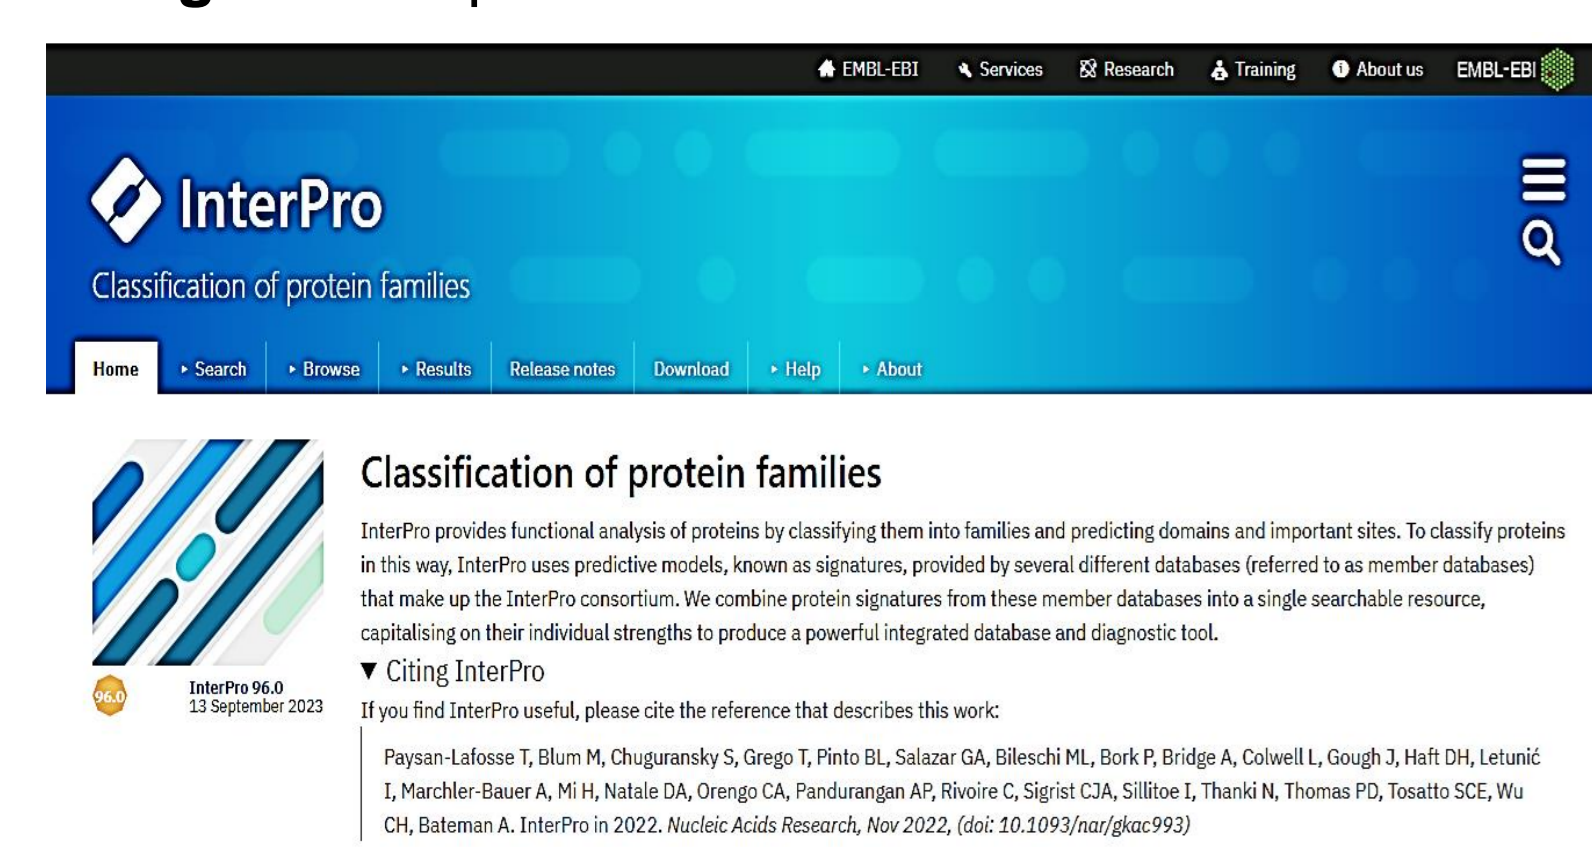 EMBL-EBI Services Research Training About us EMBL-EBI
InterPro
Classification of protein families
Home Search Browse Results Release notes Download Help About
Classification of protein families
InterPro provides functional analysis of proteins by classifying them into families and predicting domains and important sites. To classify proteins
in this way, InterPro uses predictive models, known as signatures, provided by several different databases (referred to as member databases)
that make up the InterPro consortium. We combine protein signatures from these member databases into a single searchable resource,
capitalising on their individual strengths to produce a powerful integrated database and diagnostic tool.
96.0
InterPro 96.0
13 September 2023
▼ Citing InterPro
If you find InterPro useful, please cite the reference that describes this work:
Paysan-Lafosse T, Blum M, Chuguransky S, Grego T, Pinto BL, Salazar GA, Bileschi ML, Bork P, Bridge A, Colwell L, Gough J, Haft DH, Letunić
I, Marchler-Bauer A, Mi H, Natale DA, Orengo CA, Pandurangan AP, Rivoire C, Sigrist CJA, Sillitoe I, Thanki N, Thomas PD, Tosatto SCE, Wu
CH, Bateman A. InterPro in 2022. Nucleic Acids Research, Nov 2022, (doi: 10.1093/nar/gkac993)